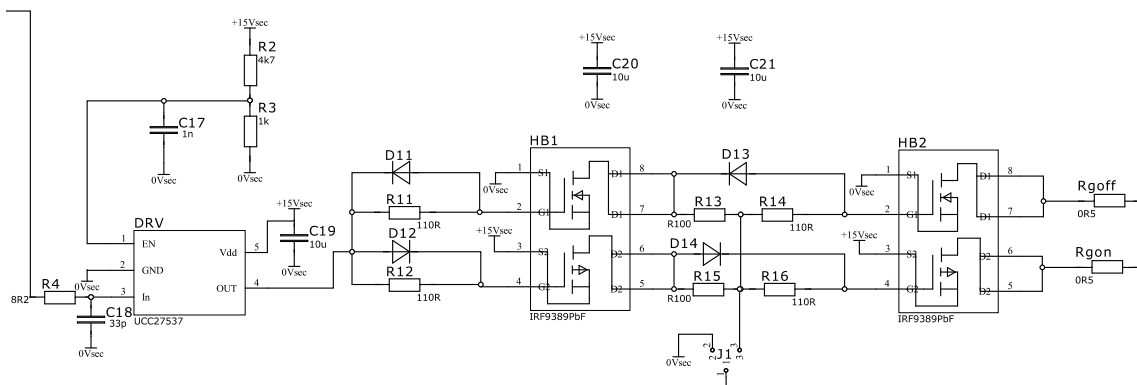 +15Vsec
R2
4k7
R3
1k
C17
1n
0Vsec
0Vsec
+15Vsec
C20
10u
0Vsec
+15Vsec
C21
10u
0Vsec
DRV
1
EN
2
GND
3
In
Vdd
5
OUT
4
UCC27537
0Vsec
R4
8R2
C18
33p
0Vsec
+15Vsec
C19
10u
0Vsec
D11
R11
110R
D12
R12
110R
HB1
0Vsec
1
S1
2
G1
+15Vsec
3
S2
4
G2
D1
8
D1
7
D2
6
D2
5
IRF9389PbF
D13
R13
R100
R14
110R
D14
R15
R100
R16
110R
0Vsec
2
2
J1
3
3
1
1
HB2
0Vsec
1
S1
2
G1
+15Vsec
3
S2
4
G2
D1
8
D1
7
D2
6
D2
5
IRF9389PbF
Rgoff
0R5
Rgon
0R5